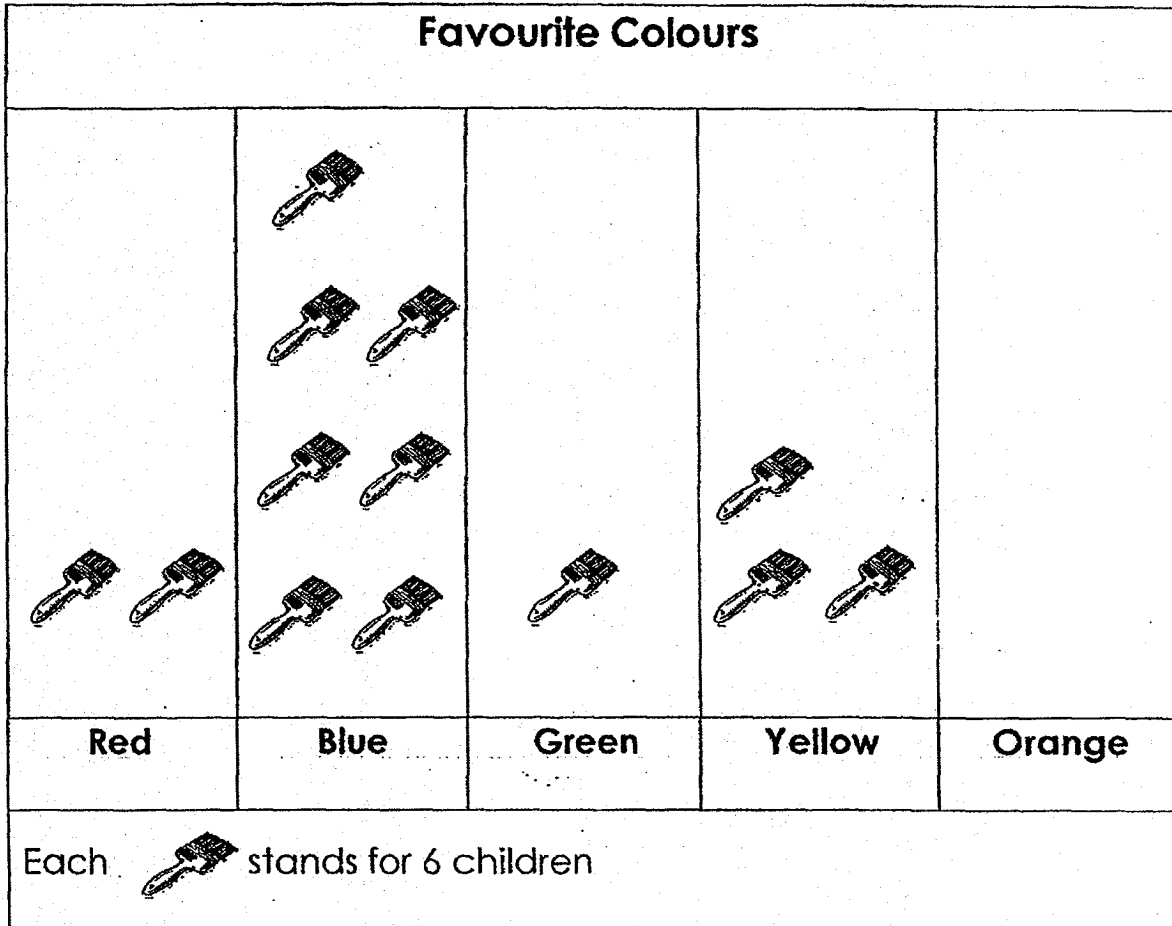 Favourite Colours
Red Blue Green Yellow Orange
Each stands for 6 children